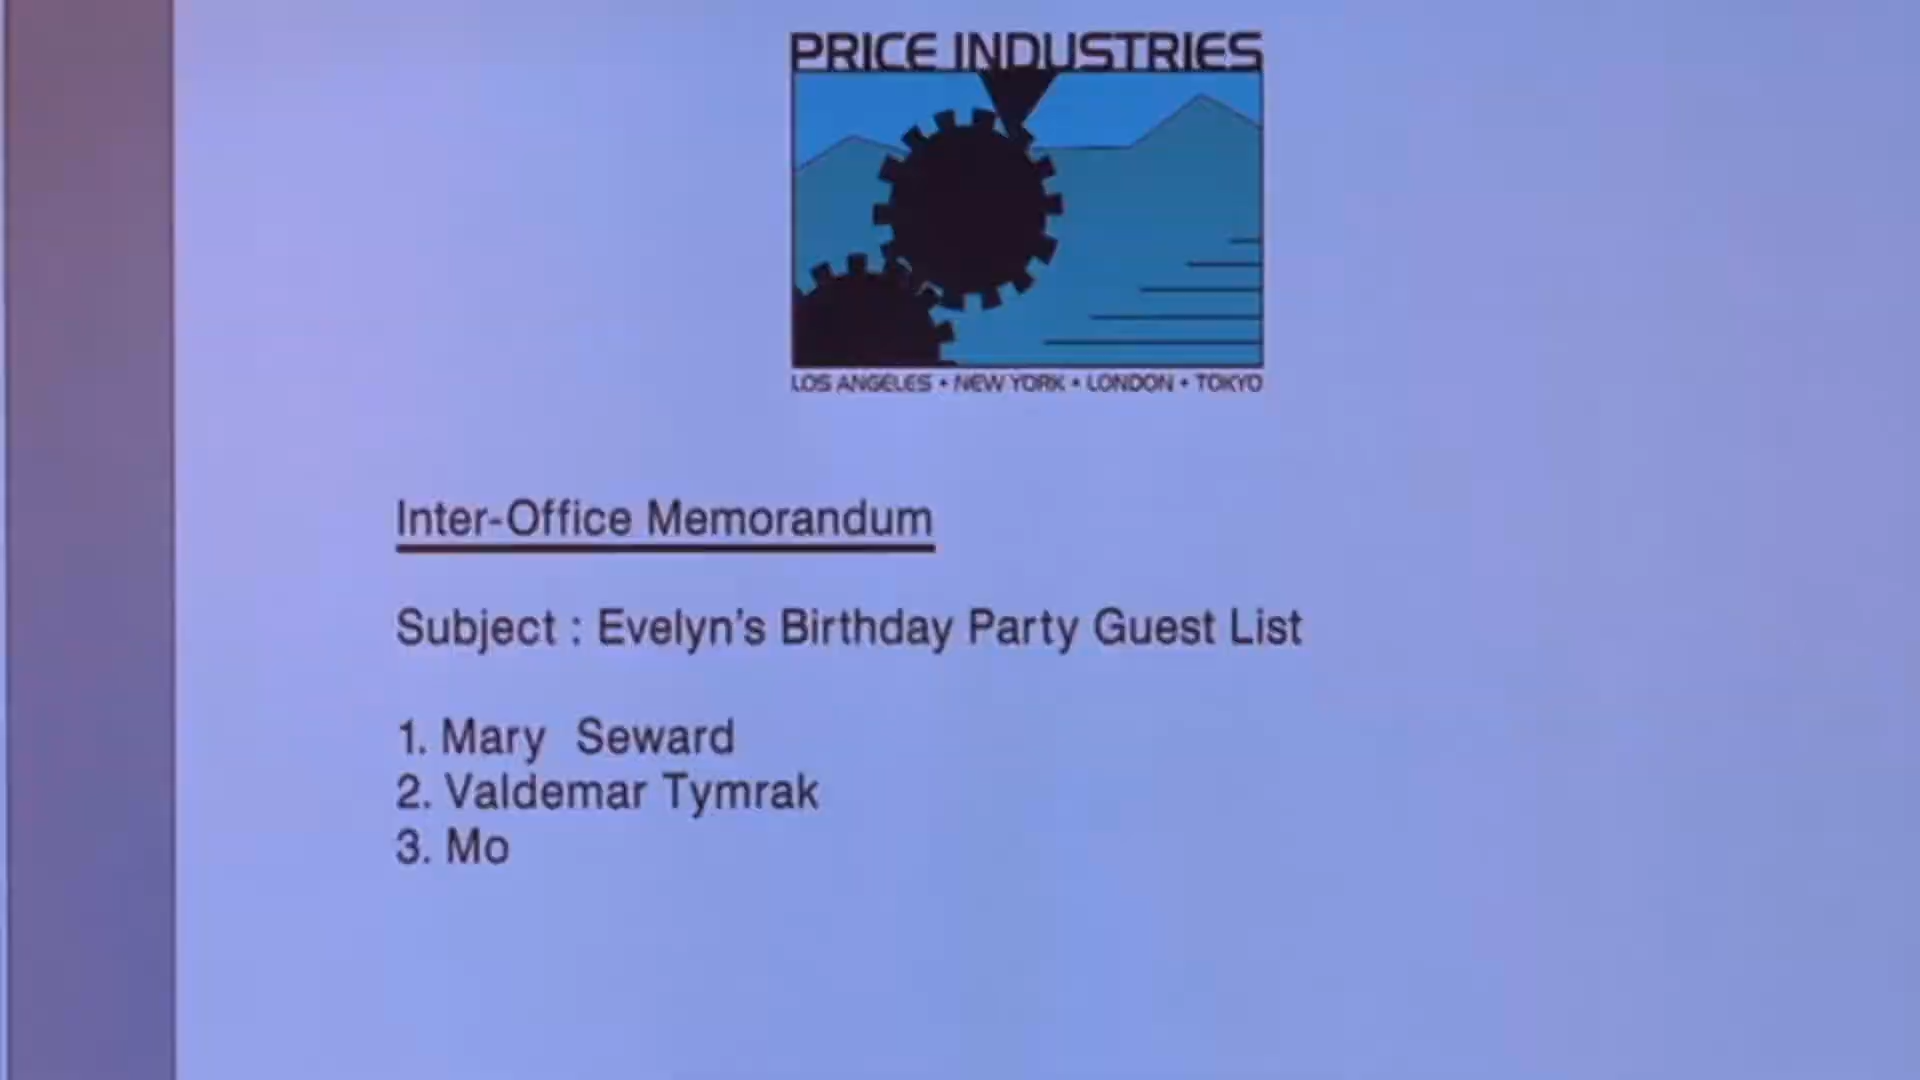 PRICE INDUSTRIES
LOS ANGELES • NEW YORK • LONDON • TOKYO
Inter-Office Memorandum
Subject : Evelyn's Birthday Party Guest List
1. Mary  Seward
2. Valdemar Tymrak
3. Mo